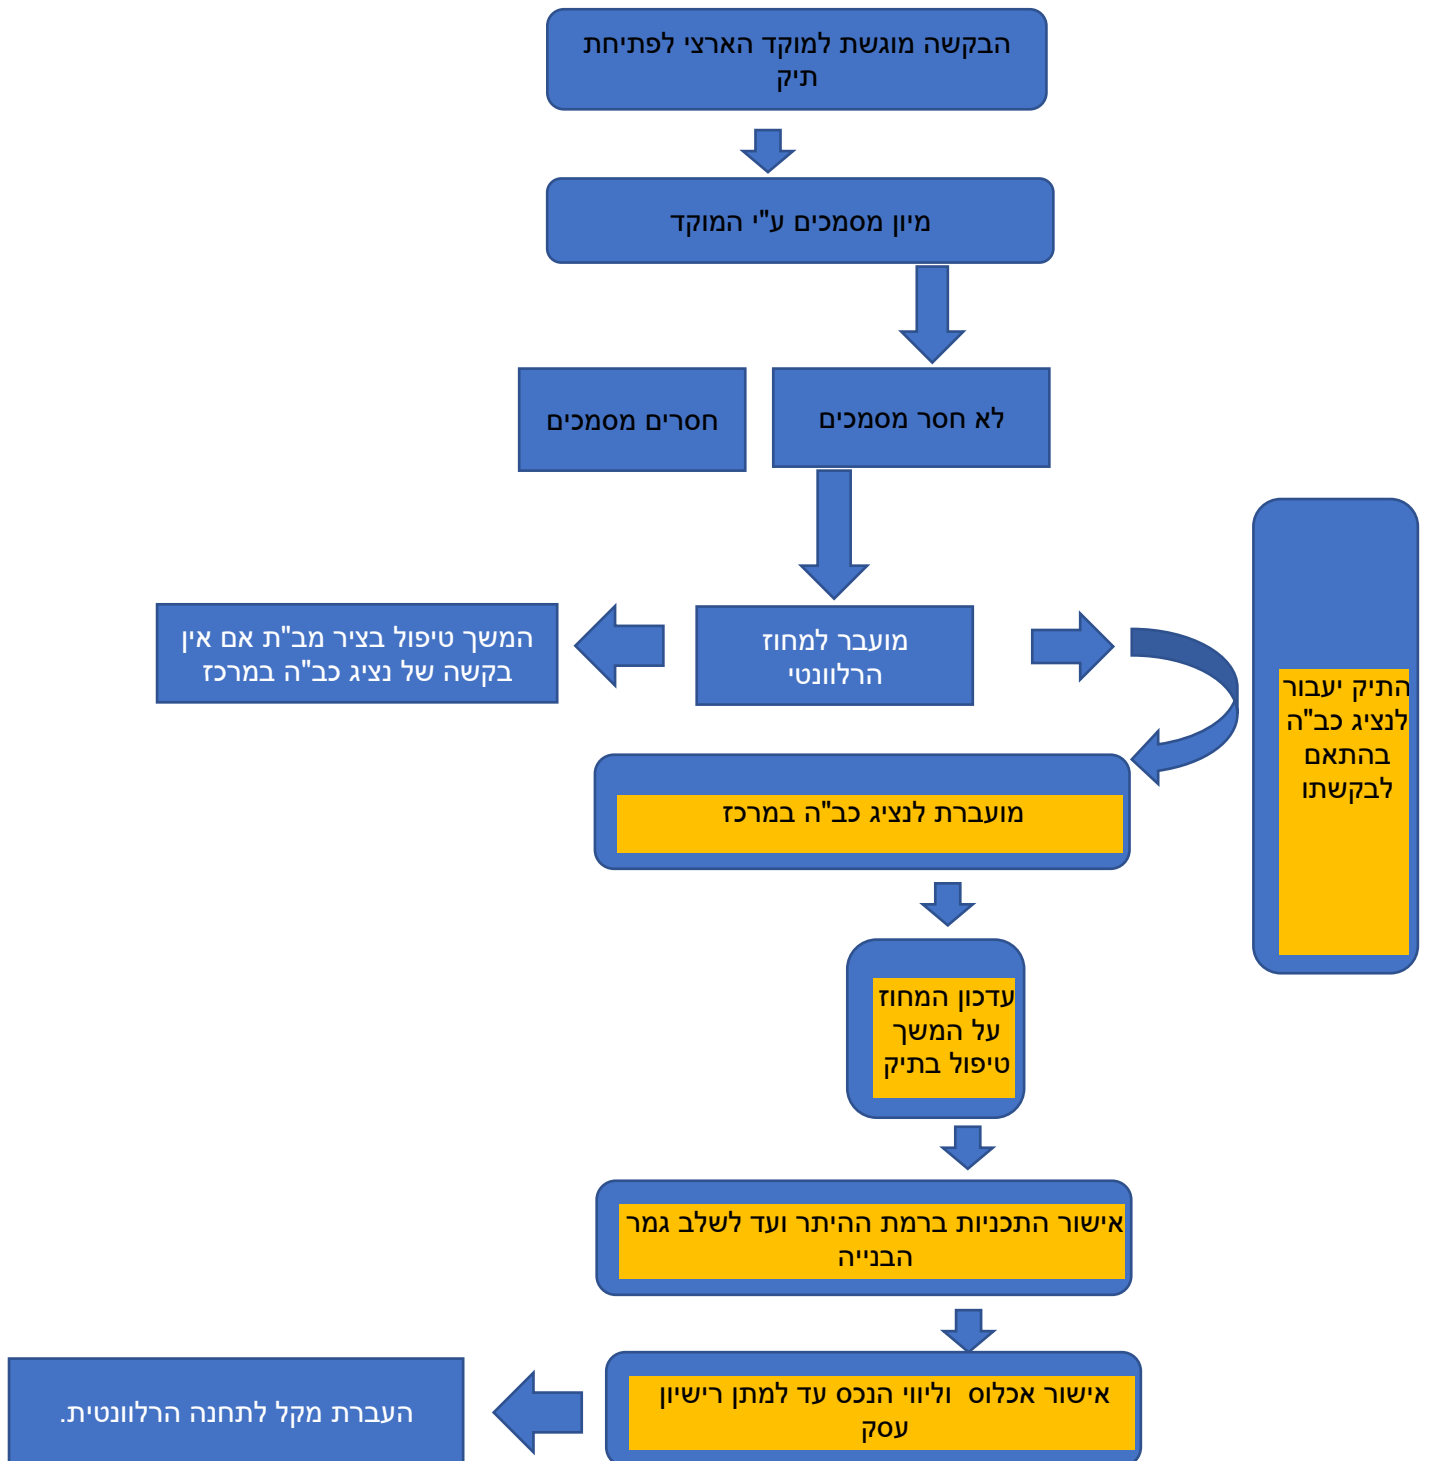 הבקשה מוגשת למוקד הארצי לפתיחת
תיק
מיון מסמכים ע"י המוקד
לא חסר מסמכים
חסרים מסמכים
מועבר למחוז
הרלוונטי
המשך טיפול בציר מב"ת אם אין
בקשה של נציג כב"ה במרכז
התיק יעבור
לנציג כב"ה
בהתאם
לבקשתו
מועברת לנציג כב"ה במרכז
עדכון המחוז
על המשך
טיפול בתיק
אישור התכניות ברמת ההיתר ועד לשלב גמר
הבנייה
אישור אכלוס וליווי הנכס עד למתן רישיון
עסק
העברת מקל לתחנה הרלוונטית.